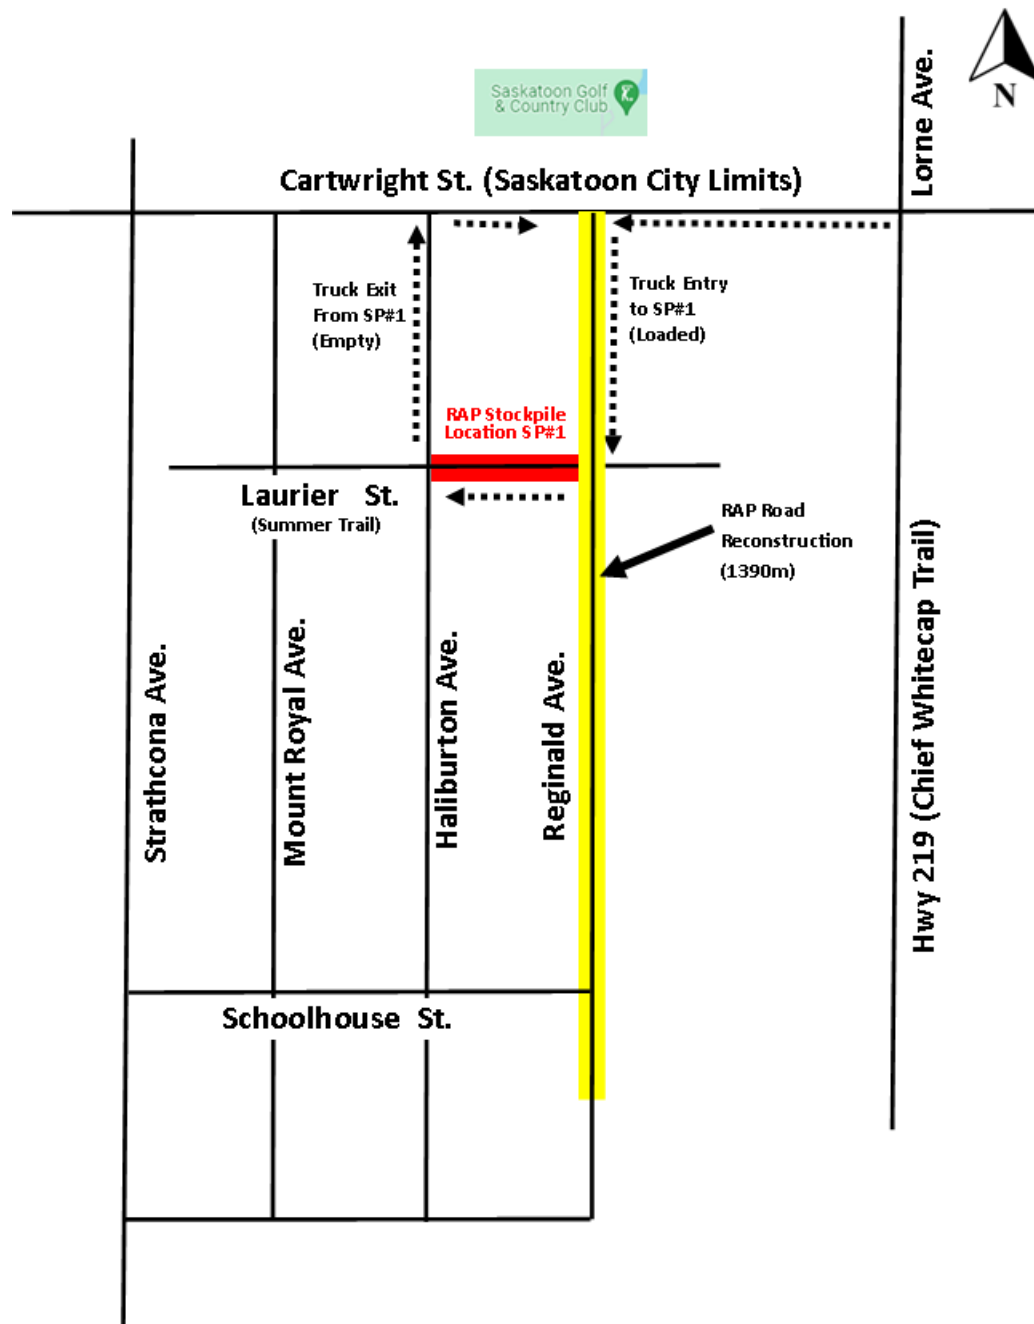 Lorne Ave.
N
Saskatoon Golf
& Country Club
Cartwright St. (Saskatoon City Limits)
Truck Exit
From SP#1
(Empty)
Truck Entry
to SP#1
(Loaded)
RAP Stockpile
Location SP#1
Laurier St.
(Summer Trail)
RAP Road
Reconstruction
(1390m)
Strathcona Ave.
Mount Royal Ave.
Haliburton Ave.
Reginald Ave.
Hwy 219 (Chief Whitecap Trail)
Schoolhouse St.